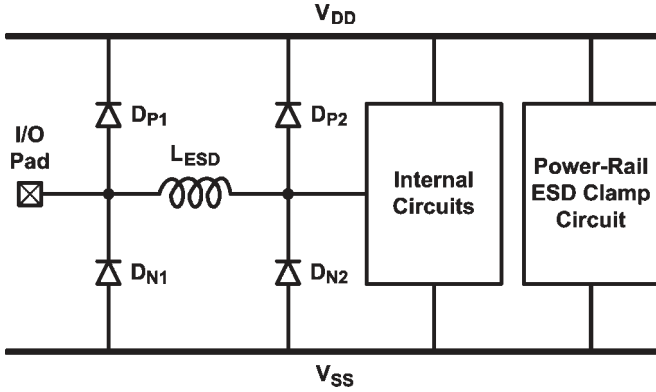 VDD
DP1
DP2
I/O
Pad
LESD
Internal
Circuits
Power-Rail
ESD Clamp
Circuit
DN1
DN2
VSS